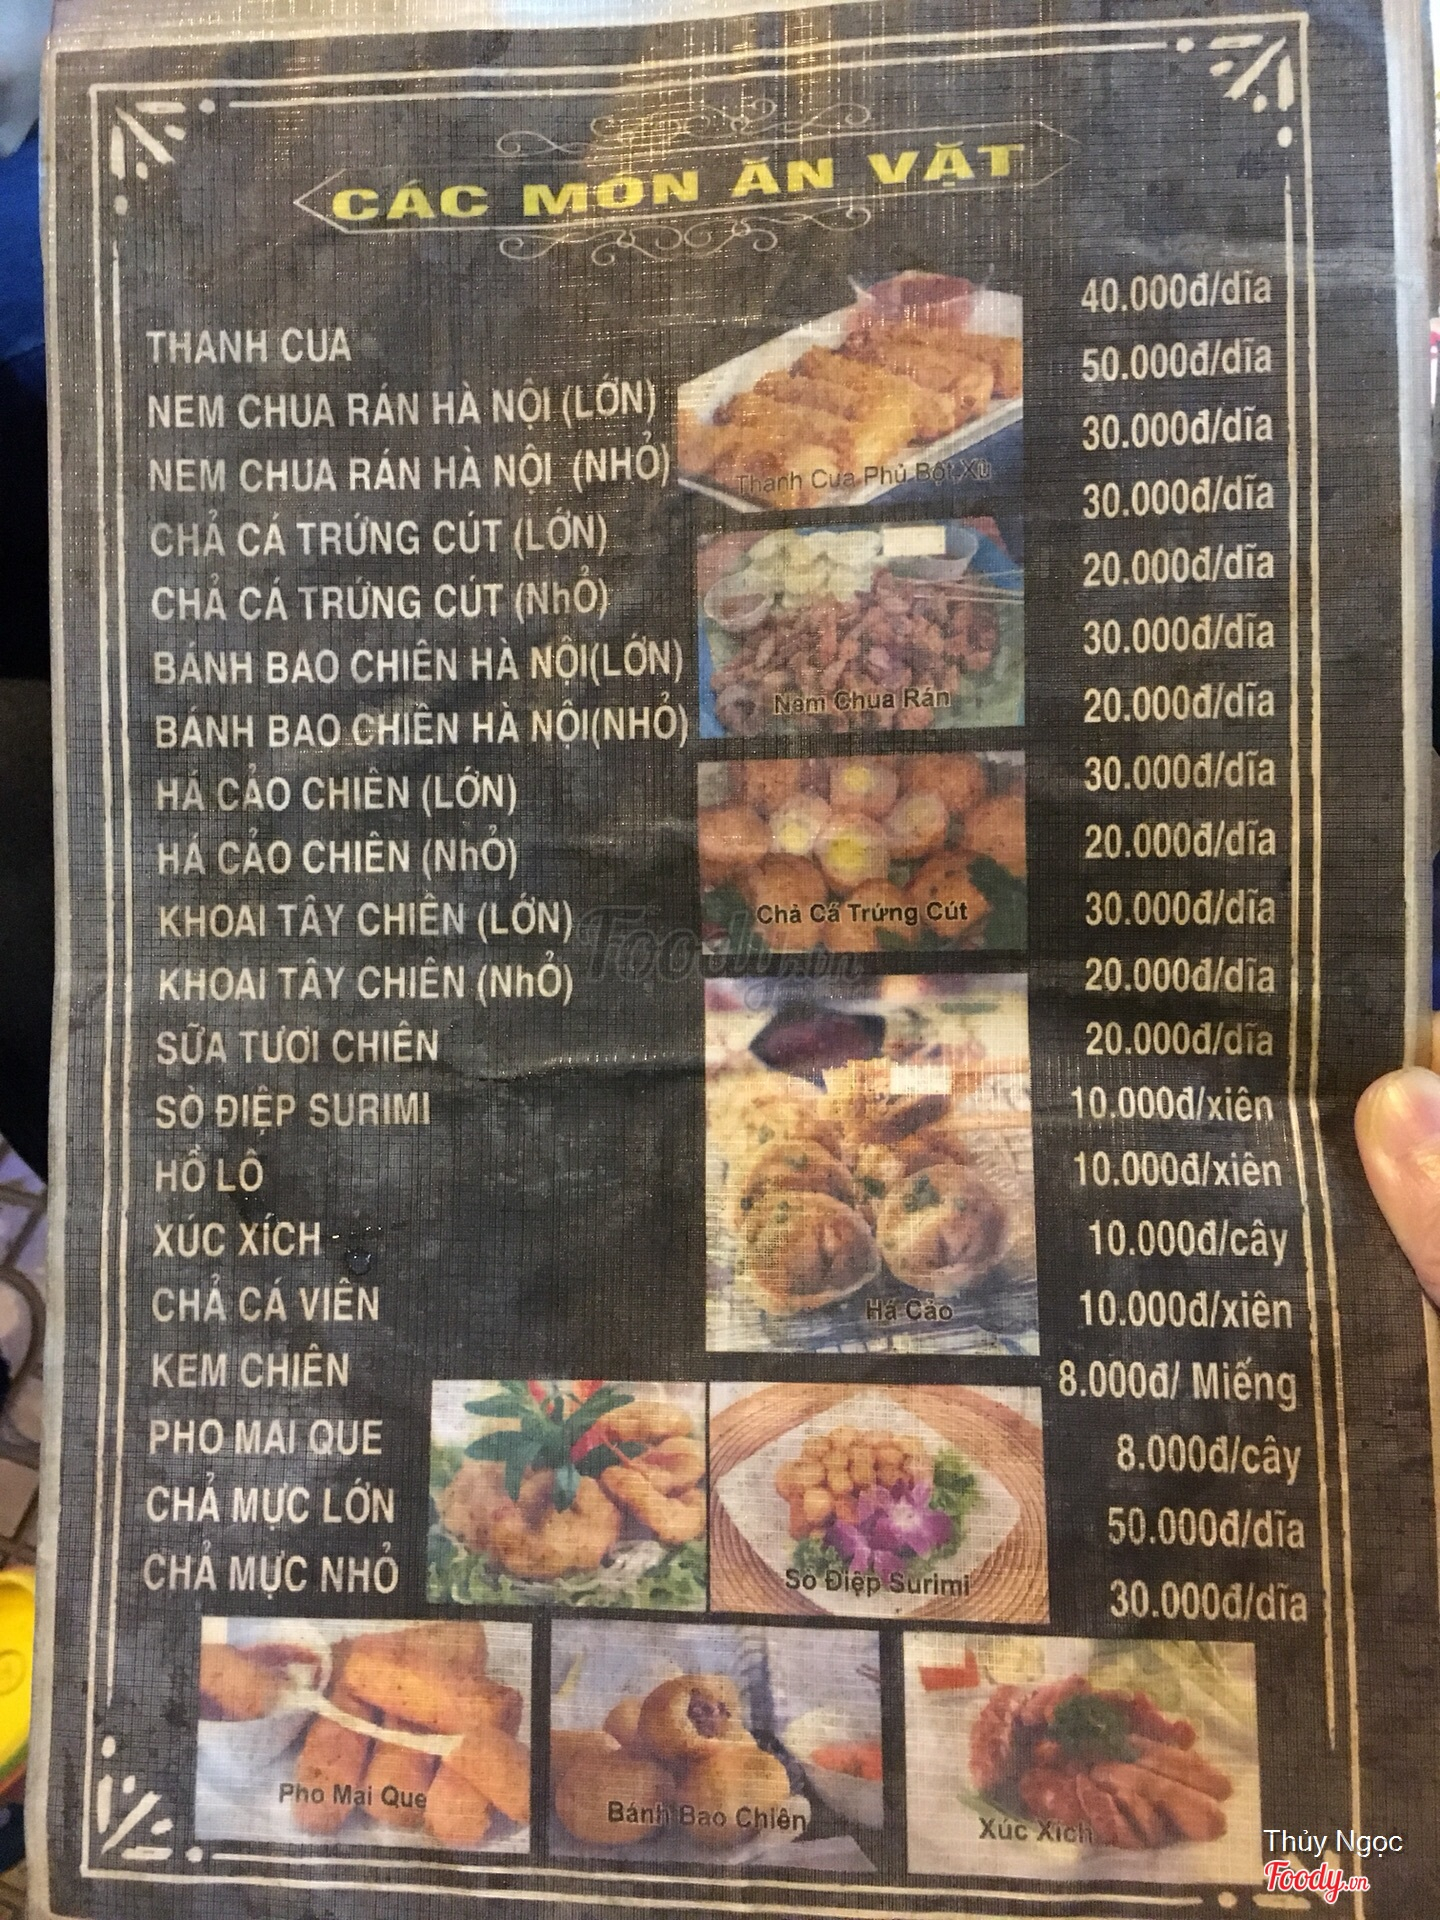 CÁC MÓN ĂN VẶT
THANH CUA 40.000đ/dĩa
NEM CHUA RÁN HÀ NỘI (LỚN) 50.000đ/dĩa
NEM CHUA RÁN HÀ NỘI (NHỎ) 30.000đ/dĩa
CHẢ CÁ TRỨNG CÚT (LỚN) 30.000đ/dĩa
CHẢ CÁ TRỨNG CÚT (NhỎ) 20.000đ/dĩa
BÁNH BAO CHIÊN HÀ NỘI(LỚN) 30.000đ/dĩa
BÁNH BAO CHIÊN HÀ NỘI(NHỎ) 20.000đ/dĩa
HÁ CẢO CHIÊN (LỚN) 30.000đ/dĩa
HÁ CẢO CHIÊN (NhỎ) 20.000đ/dĩa
KHOAI TÂY CHIÊN (LỚN) 30.000đ/dĩa
KHOAI TÂY CHIÊN (NhỎ) 20.000đ/dĩa
SỮA TƯƠI CHIÊN 20.000đ/dĩa
SÒ ĐIỆP SURIMI 10.000đ/xiên
HỒ LÔ 10.000đ/xiên
XÚC XÍCH 10.000đ/cây
CHẢ CÁ VIÊN 10.000đ/xiên
KEM CHIÊN 8.000đ/ Miếng
PHO MAI QUE 8.000đ/cây
CHẢ MỰC LỚN 50.000đ/dĩa
CHẢ MỰC NHỎ 30.000đ/dĩa
Thanh Cua Phủ Bột Xù
Nem Chua Rán
Chả Cá Trứng Cút
Foody.vn
Há Cảo
Sò Điệp Surimi
Pho Mai Que
Bánh Bao Chiên
Xúc Xích
Thủy Ngọc
Foody.vn